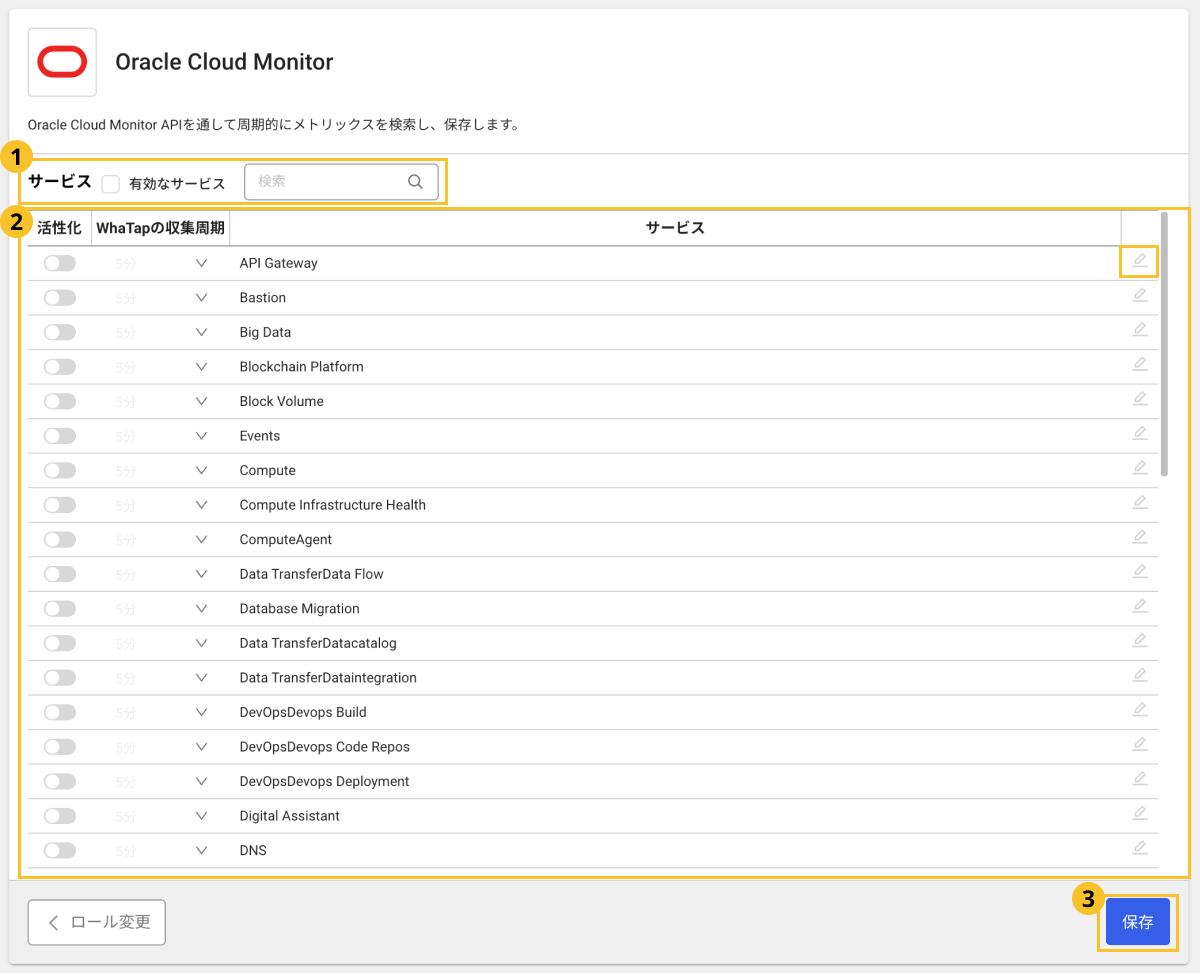 Oracle Cloud Monitor
Oracle Cloud Monitor APIを通して周期的にメトリックスを検索し、保存します。
1
サービス 有効なサービス 検索
2
活性化 WhaTapの収集周期 サービス
5分 API Gateway
5分 Bastion
5分 Big Data
5分 Blockchain Platform
5分 Block Volume
5分 Events
5分 Compute
5分 Compute Infrastructure Health
5分 ComputeAgent
5分 Data TransferData Flow
5分 Database Migration
5分 Data TransferDatacatalog
5分 Data TransferDataintegration
5分 DevOpsDevops Build
5分 DevOpsDevops Code Repos
5分 DevOpsDevops Deployment
5分 Digital Assistant
5分 DNS
3
ロール変更 保存